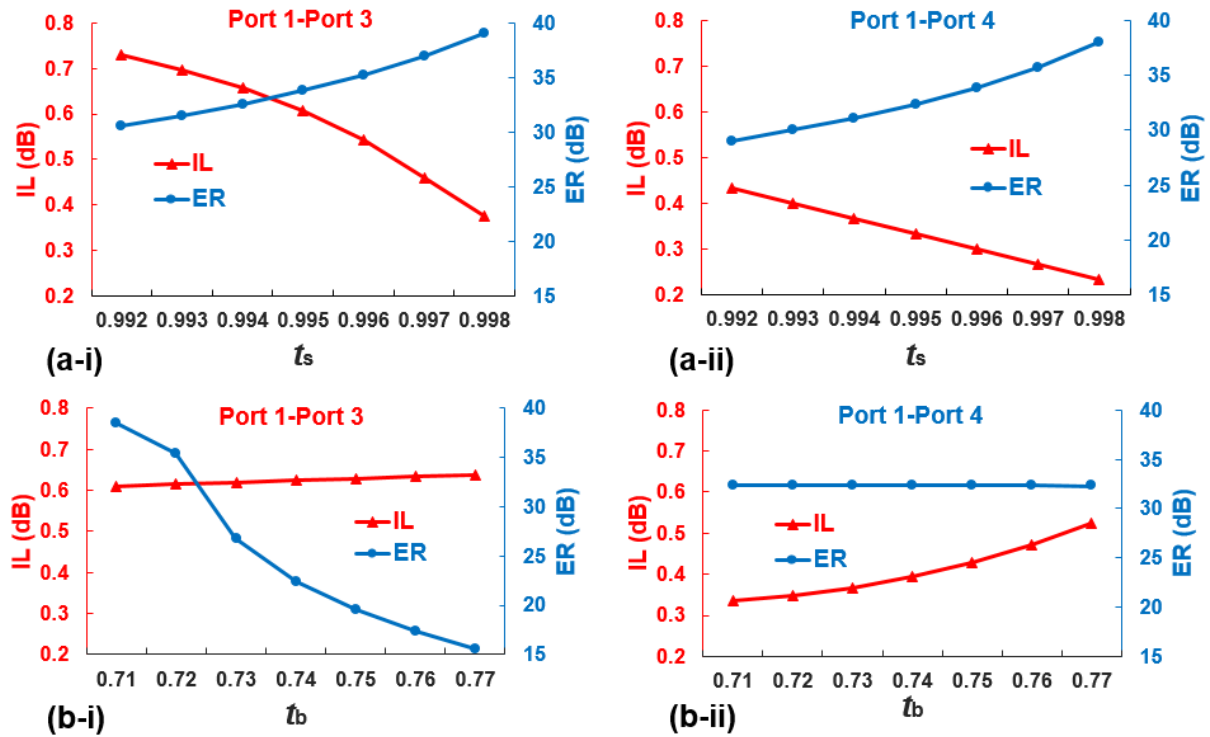 Port 1-Port 3
0.8
0.7
0.6
0.5
0.4
0.3
0.2
IL (dB)
IL
ER
40
35
30
25
20
15
ER (dB)
0.992 0.993 0.994 0.995 0.996 0.997 0.998
(a-i)
ts
Port 1-Port 4
0.8
0.7
0.6
0.5
0.4
0.3
0.2
IL (dB)
IL
ER
40
35
30
25
20
15
ER (dB)
0.992 0.993 0.994 0.995 0.996 0.997 0.998
(a-ii)
ts
Port 1-Port 3
0.8
0.7
0.6
0.5
0.4
0.3
0.2
IL (dB)
IL
ER
40
35
30
25
20
15
ER (dB)
0.71 0.72 0.73 0.74 0.75 0.76 0.77
(b-i)
tb
Port 1-Port 4
0.8
0.7
0.6
0.5
0.4
0.3
0.2
IL (dB)
IL
ER
40
35
30
25
20
15
ER (dB)
0.71 0.72 0.73 0.74 0.75 0.76 0.77
(b-ii)
tb